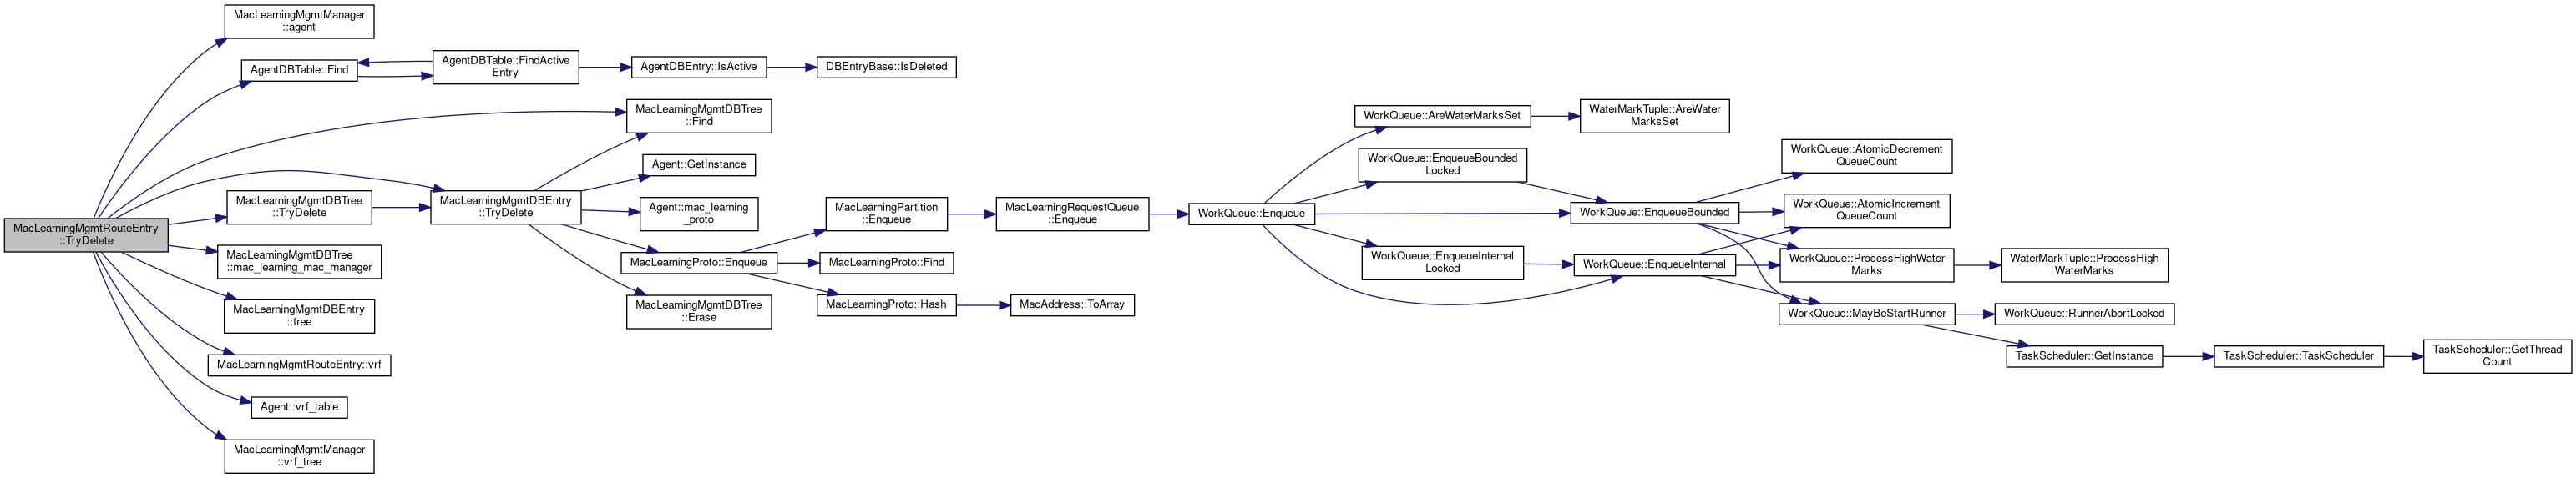 MacLearningMgmtRouteEntry
::TryDelete
MacLearningMgmtManager
::agent
AgentDBTable::Find
AgentDBTable::FindActive
Entry
AgentDBEntry::IsActive
DBEntryBase::IsDeleted
MacLearningMgmtDBTree
::Find
MacLearningMgmtDBTree
::TryDelete
MacLearningMgmtDBEntry
::TryDelete
Agent::GetInstance
Agent::mac_learning
_proto
MacLearningProto::Enqueue
MacLearningMgmtDBTree
::Erase
MacLearningPartition
::Enqueue
MacLearningProto::Find
MacLearningProto::Hash
MacLearningRequestQueue
::Enqueue
MacAddress::ToArray
WorkQueue::Enqueue
WorkQueue::AreWaterMarksSet
WaterMarkTuple::AreWater
MarksSet
WorkQueue::EnqueueBounded
Locked
WorkQueue::EnqueueBounded
WorkQueue::EnqueueInternal
Locked
WorkQueue::EnqueueInternal
WorkQueue::AtomicDecrement
QueueCount
WorkQueue::AtomicIncrement
QueueCount
WorkQueue::ProcessHighWater
Marks
WaterMarkTuple::ProcessHigh
WaterMarks
WorkQueue::MayBeStartRunner
WorkQueue::RunnerAbortLocked
TaskScheduler::GetInstance
TaskScheduler::TaskScheduler
TaskScheduler::GetThread
Count
MacLearningMgmtDBTree
::mac_learning_mac_manager
MacLearningMgmtDBEntry
::tree
MacLearningMgmtRouteEntry::vrf
Agent::vrf_table
MacLearningMgmtManager
::vrf_tree